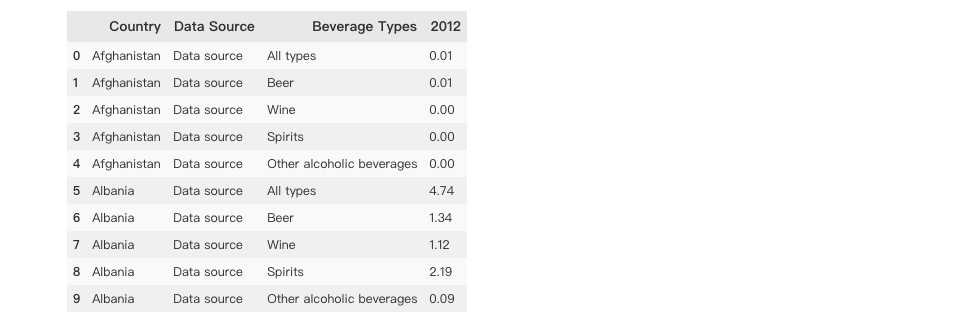 Country Data Source Beverage Types 2012
0 Afghanistan Data source All types 0.01
1 Afghanistan Data source Beer 0.01
2 Afghanistan Data source Wine 0.00
3 Afghanistan Data source Spirits 0.00
4 Afghanistan Data source Other alcoholic beverages 0.00
5 Albania Data source All types 4.74
6 Albania Data source Beer 1.34
7 Albania Data source Wine 1.12
8 Albania Data source Spirits 2.19
9 Albania Data source Other alcoholic beverages 0.09